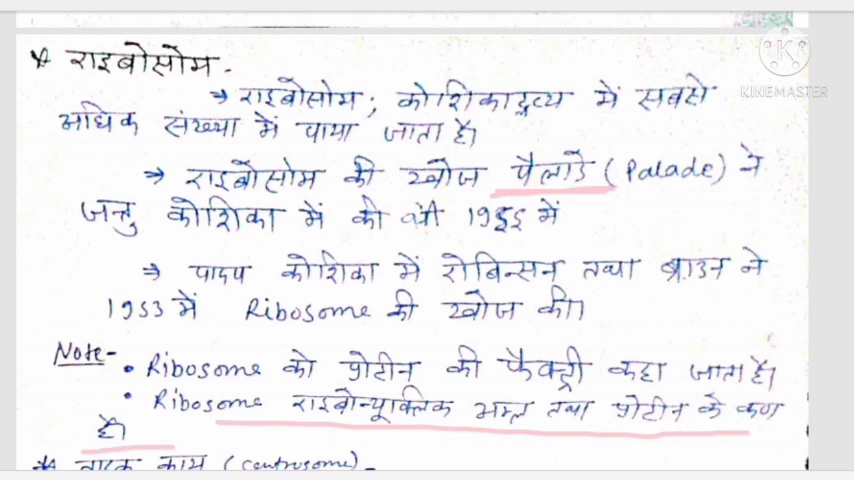 * राइबोसोम -
KINEMASTER
→ राइबोसोम, कोशिकाद्रव्य में सबसे
अधिक संख्या में पाया जाता है।
⇒ राइबोसोम की खोज पैलाडे (Palade) ने
जन्तु कोशिका में की थी 1955 में
⇒ पादप कोशिका में रोबिन्सन तथा ब्राउन ने
1953 में Ribosome की खोज की।
Note-
• Ribosome को प्रोटीन की फैक्ट्री कहा जाता है।
• Ribosome राइबोन्यूक्लिक अम्ल तथा प्रोटीन के कण
है।
* तारक काय (Centrosome) -